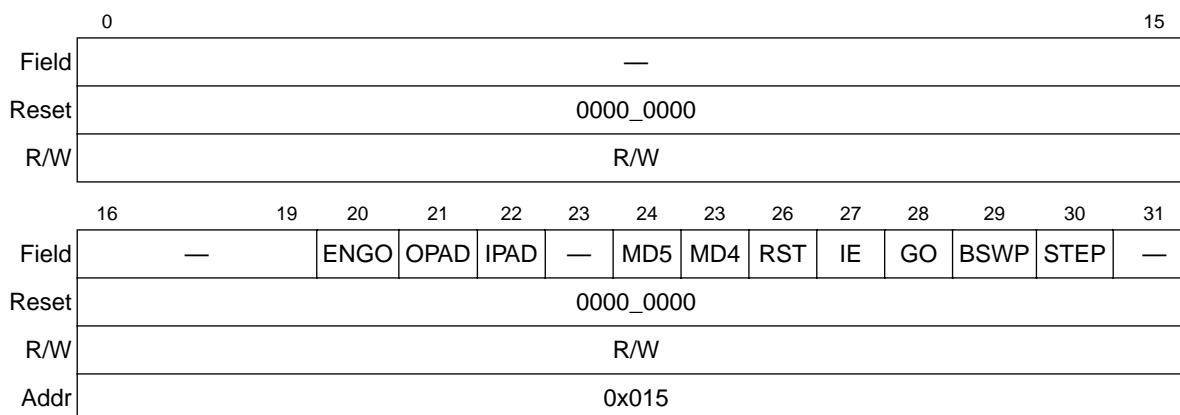 0 15
Field —
Reset 0000_0000
R/W R/W
16 19 20 21 22 23 24 23 26 27 28 29 30 31
Field — ENGO OPAD IPAD — MD5 MD4 RST IE GO BSWP STEP —
Reset 0000_0000
R/W R/W
Addr 0x015